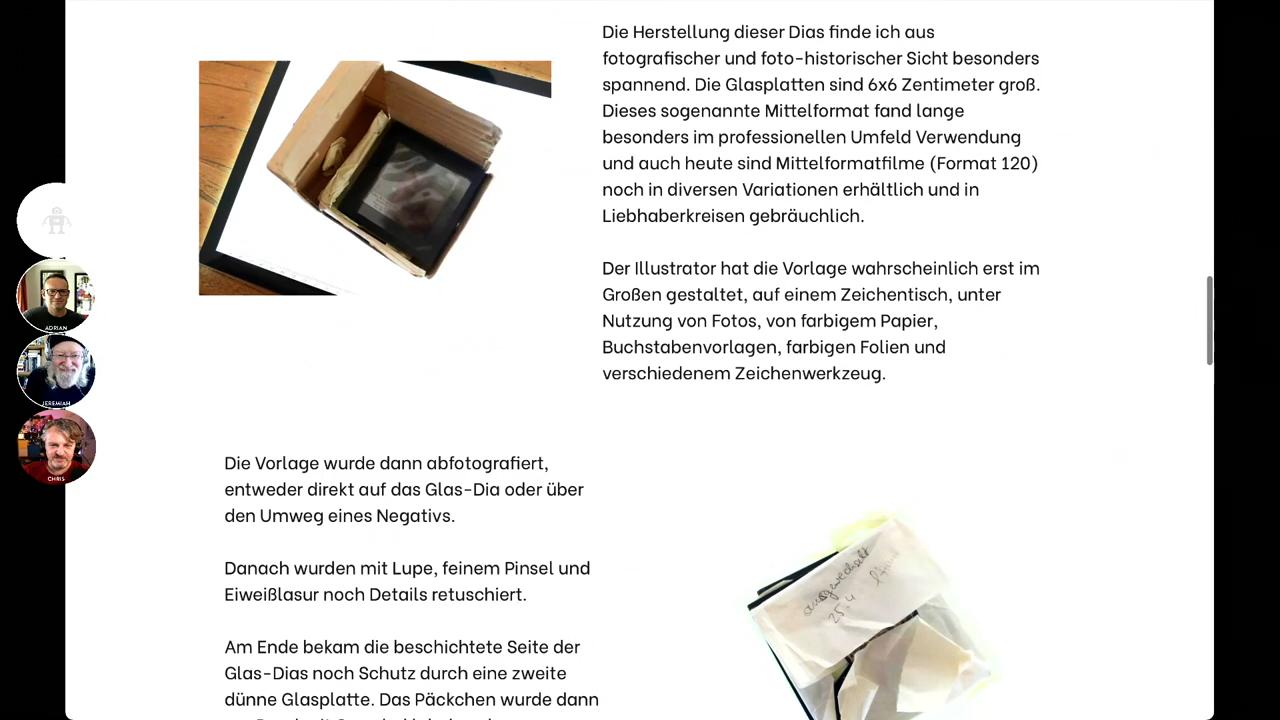 Die Herstellung dieser Dias finde ich aus
fotografischer und foto-historischer Sicht besonders
spannend. Die Glasplatten sind 6x6 Zentimeter groß.
Dieses sogenannte Mittelformat fand lange
besonders im professionellen Umfeld Verwendung
und auch heute sind Mittelformatfilme (Format 120)
noch in diversen Variationen erhältlich und in
Liebhaberkreisen gebräuchlich.
Der Illustrator hat die Vorlage wahrscheinlich erst im
Großen gestaltet, auf einem Zeichentisch, unter
Nutzung von Fotos, von farbigem Papier,
Buchstabenvorlagen, farbigen Folien und
verschiedenem Zeichenwerkzeug.
ADRIAN
JEREMIAH
CHRIS
Die Vorlage wurde dann abfotografiert,
entweder direkt auf das Glas-Dia oder über
den Umweg eines Negativs.
Danach wurden mit Lupe, feinem Pinsel und
Eiweißlasur noch Details retuschiert.
Am Ende bekam die beschichtete Seite der
Glas-Dias noch Schutz durch eine zweite
dünne Glasplatte. Das Päckchen wurde dann
ausgewechselt
25.4